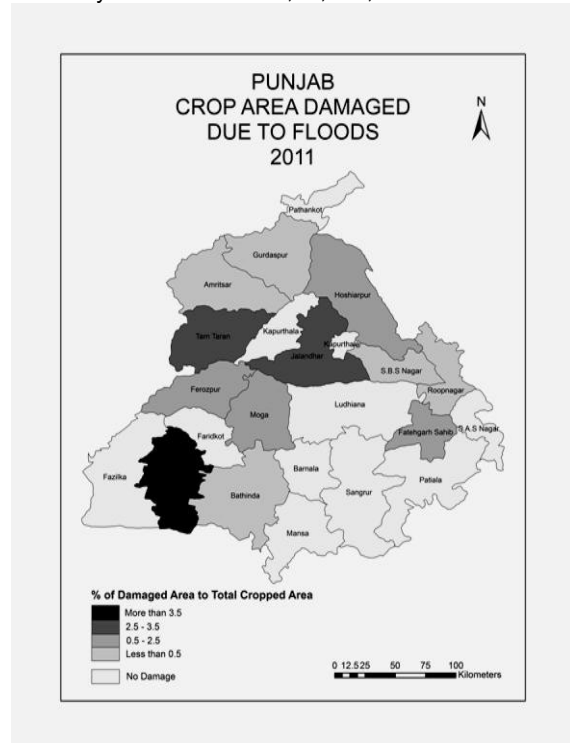 PUNJAB
CROP AREA DAMAGED
DUE TO FLOODS
2011
N
Pathankot
Gurdaspur
Amritsar
Hoshiarpur
Tarn Taran
Kapurthala
Kapurthala
Jalandhar
S.B.S Nagar
Ferozpur
Roopnagar
Ludhiana
Moga
Faridkot
Fatehgarh Sahib
S.A.S Nagar
Fazilka
Barnala
Patiala
Bathinda
Sangrur
Mansa
% of Damaged Area to Total Cropped Area
More than 3.5
2.5 - 3.5
0.5 - 2.5
Less than 0.5
No Damage
0 12.525 50 75 100
Kilometers